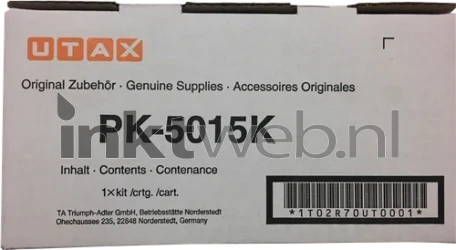 UTAX
Original Zubehör · Genuine Supplies · Accessoires Originales
PK-5015K
inktweb.nl
Inhalt · Contents · Contenance
1×kit /crtg. /cart.
TA Triumph-Adler GmbH, Betriebsstätte Norderstedt
Ohechaussee 235, 22848 Norderstedt, Germany
*1T02R70UT0001*